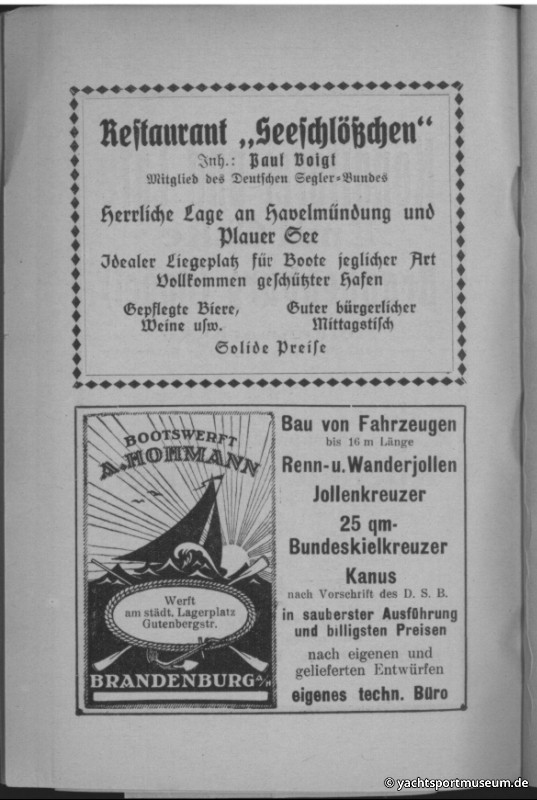 Restaurant „Seeschlößchen“
Inh.: Paul Voigt
Mitglied des Deutschen Segler=Bundes
Herrliche Lage an Havelmündung und
Plauer See
Idealer Liegeplatz für Boote jeglicher Art
Vollkommen geschützter Hafen
Gepflegte Biere,
Weine usw.
Guter bürgerlicher
Mittagstisch
Solide Preise
BOOTSWERFT
A. HOHMANN
Werft
am städt. Lagerplatz
Gutenbergstr.
BRANDENBURG a/H
Bau von Fahrzeugen
bis 16 m Länge
Renn- u. Wanderjollen
Jollenkreuzer
25 qm-
Bundeskielkreuzer
Kanus
nach Vorschrift des D. S. B.
in sauberster Ausführung
und billigsten Preisen
nach eigenen und
gelieferten Entwürfen
eigenes techn. Büro
© yachtsportmuseum.de